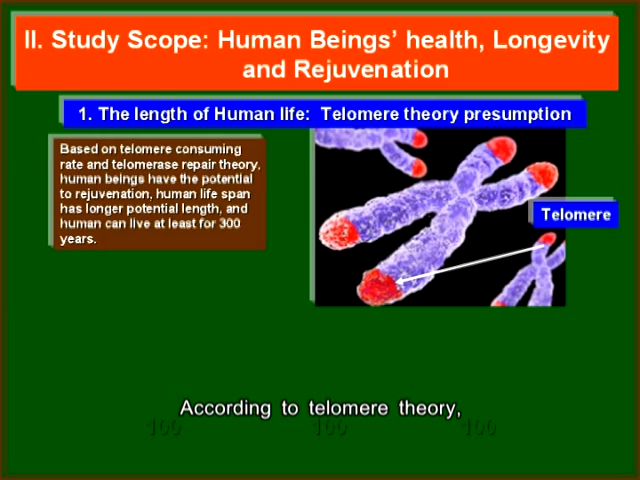 II. Study Scope: Human Beings’ health, Longevity
and Rejuvenation
1. The length of Human life: Telomere theory presumption
Based on telomere consuming
rate and telomerase repair theory,
human beings have the potential
to rejuvenation, human life span
has longer potential length, and
human can live at least for 300
years.
Telomere
According to telomere theory,
100 100 100